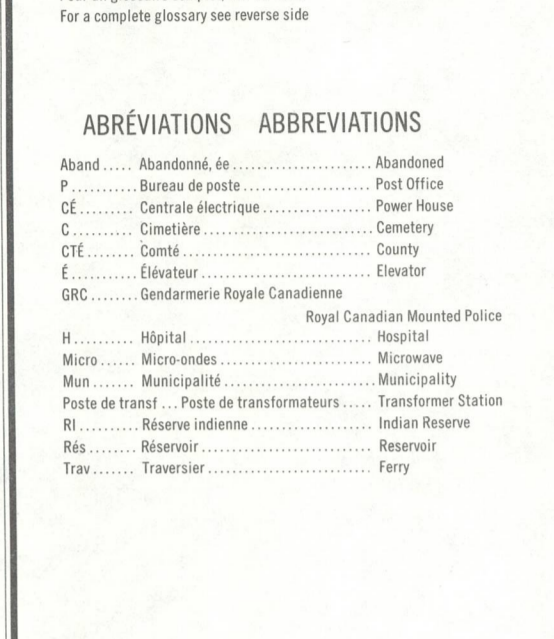 For a complete glossary see reverse side
ABRÉVIATIONS ABBREVIATIONS
Aband ..... Abandonné, ée ....................... Abandoned
P........... Bureau de poste ..................... Post Office
CÉ......... Centrale électrique .................. Power House
C .......... Cimetière ............................ Cemetery
CTÉ........ Comté ............................... County
É........... Élévateur ............................ Elevator
GRC ........ Gendarmerie Royale Canadienne
Royal Canadian Mounted Police
H .......... Hôpital .............................. Hospital
Micro ...... Micro-ondes ......................... Microwave
Mun ....... Municipalité ......................... Municipality
Poste de transf ... Poste de transformateurs ..... Transformer Station
RI .......... Réserve indienne .................... Indian Reserve
Rés ........ Réservoir ............................ Reservoir
Trav ....... Traversier ........................... Ferry